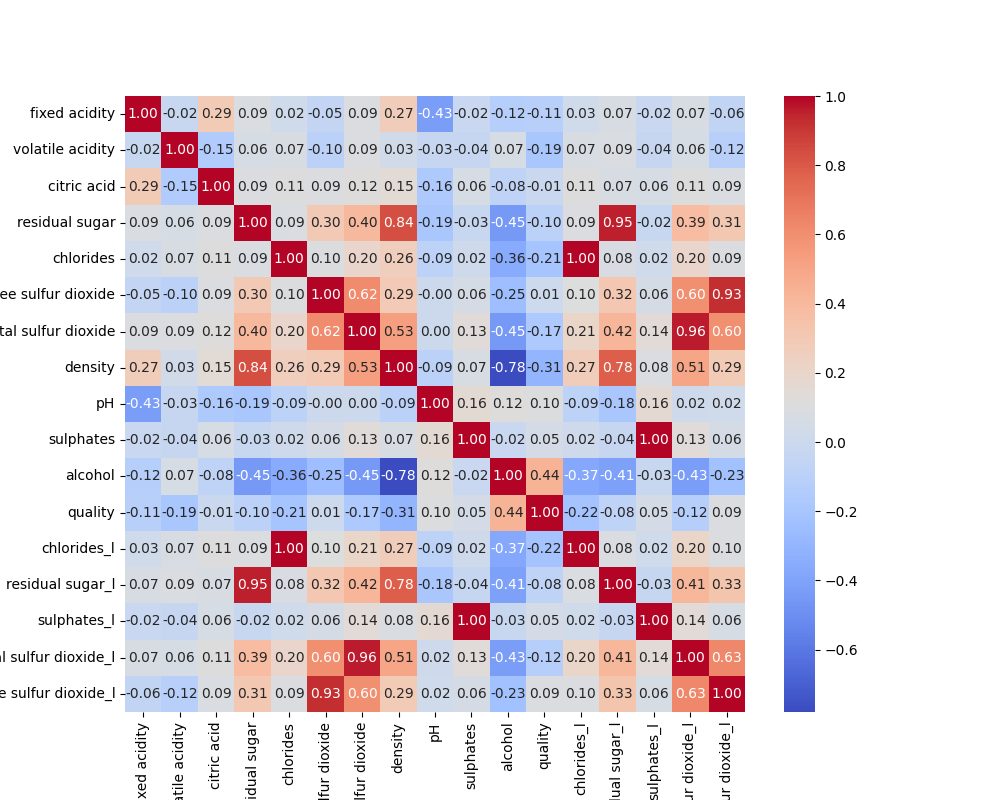 fixed acidity 1.00 -0.02 0.29 0.09 0.02 -0.05 0.09 0.27 -0.43 -0.02 -0.12 -0.11 0.03 0.07 -0.02 0.07 -0.06
volatile acidity -0.02 1.00 -0.15 0.06 0.07 -0.10 0.09 0.03 -0.03 -0.04 0.07 -0.19 0.07 0.09 -0.04 0.06 -0.12
citric acid 0.29 -0.15 1.00 0.09 0.11 0.09 0.12 0.15 -0.16 0.06 -0.08 -0.01 0.11 0.07 0.06 0.11 0.09
residual sugar 0.09 0.06 0.09 1.00 0.09 0.30 0.40 0.84 -0.19 -0.03 -0.45 -0.10 0.09 0.95 -0.02 0.39 0.31
chlorides 0.02 0.07 0.11 0.09 1.00 0.10 0.20 0.26 -0.09 0.02 -0.36 -0.21 1.00 0.08 0.02 0.20 0.09
ee sulfur dioxide -0.05 -0.10 0.09 0.30 0.10 1.00 0.62 0.29 -0.00 0.06 -0.25 0.01 0.10 0.32 0.06 0.60 0.93
tal sulfur dioxide 0.09 0.09 0.12 0.40 0.20 0.62 1.00 0.53 0.00 0.13 -0.45 -0.17 0.21 0.42 0.14 0.96 0.60
density 0.27 0.03 0.15 0.84 0.26 0.29 0.53 1.00 -0.09 0.07 -0.78 -0.31 0.27 0.78 0.08 0.51 0.29
pH -0.43 -0.03 -0.16 -0.19 -0.09 -0.00 0.00 -0.09 1.00 0.16 0.12 0.10 -0.09 -0.18 0.16 0.02 0.02
sulphates -0.02 -0.04 0.06 -0.03 0.02 0.06 0.13 0.07 0.16 1.00 -0.02 0.05 0.02 -0.04 1.00 0.13 0.06
alcohol -0.12 0.07 -0.08 -0.45 -0.36 -0.25 -0.45 -0.78 0.12 -0.02 1.00 0.44 -0.37 -0.41 -0.03 -0.43 -0.23
quality -0.11 -0.19 -0.01 -0.10 -0.21 0.01 -0.17 -0.31 0.10 0.05 0.44 1.00 -0.22 -0.08 0.05 -0.12 0.09
chlorides_l 0.03 0.07 0.11 0.09 1.00 0.10 0.21 0.27 -0.09 0.02 -0.37 -0.22 1.00 0.08 0.02 0.20 0.10
residual sugar_l 0.07 0.09 0.07 0.95 0.08 0.32 0.42 0.78 -0.18 -0.04 -0.41 -0.08 0.08 1.00 -0.03 0.41 0.33
sulphates_l -0.02 -0.04 0.06 -0.02 0.02 0.06 0.14 0.08 0.16 1.00 -0.03 0.05 0.02 -0.03 1.00 0.14 0.06
al sulfur dioxide_l 0.07 0.06 0.11 0.39 0.20 0.60 0.96 0.51 0.02 0.13 -0.43 -0.12 0.20 0.41 0.14 1.00 0.63
e sulfur dioxide_l -0.06 -0.12 0.09 0.31 0.09 0.93 0.60 0.29 0.02 0.06 -0.23 0.09 0.10 0.33 0.06 0.63 1.00
xed acidity
atile acidity
citric acid
idual sugar
chlorides
lfur dioxide
lfur dioxide
density
pH
sulphates
alcohol
quality
chlorides_l
dual sugar_l
sulphates_l
ur dioxide_l
ur dioxide_l
1.0
0.8
0.6
0.4
0.2
0.0
−0.2
−0.4
−0.6